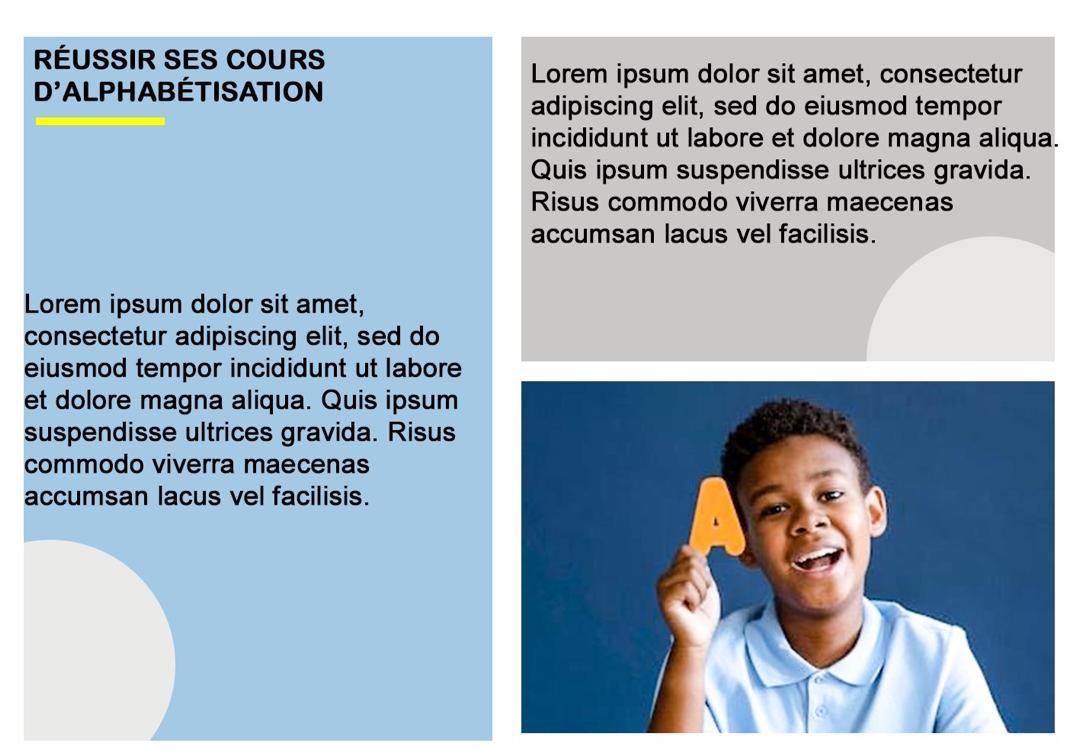 RÉUSSIR SES COURS
D’ALPHABÉTISATION
Lorem ipsum dolor sit amet,
consectetur adipiscing elit, sed do
eiusmod tempor incididunt ut labore
et dolore magna aliqua. Quis ipsum
suspendisse ultrices gravida. Risus
commodo viverra maecenas
accumsan lacus vel facilisis.
Lorem ipsum dolor sit amet, consectetur
adipiscing elit, sed do eiusmod tempor
incididunt ut labore et dolore magna aliqua.
Quis ipsum suspendisse ultrices gravida.
Risus commodo viverra maecenas
accumsan lacus vel facilisis.
A